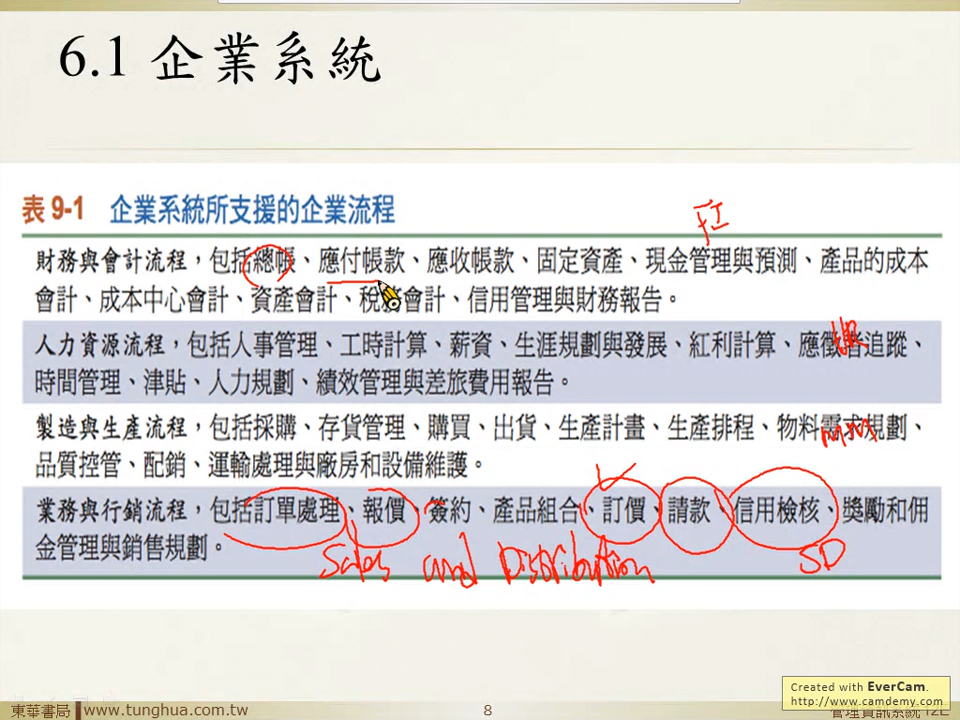 6.1 企業系統
表 9-1 企業系統所支援的企業流程
財務與會計流程，包括總帳、應付帳款、應收帳款、固定資產、現金管理與預測、產品的成本
會計、成本中心會計、資產會計、稅務會計、信用管理與財務報告。
人力資源流程，包括人事管理、工時計算、薪資、生涯規劃與發展、紅利計算、應徵者追蹤、
時間管理、津貼、人力規劃、績效管理與差旅費用報告。
製造與生產流程，包括採購、存貨管理、購買、出貨、生產計畫、生產排程、物料需求規劃、
MM
品質控管、配銷、運輸處理與廠房和設備維護。
業務與行銷流程，包括訂單處理、報價、簽約、產品組合、訂價、請款、信用檢核、獎勵和佣
金管理與銷售規劃。
Sales and Distribution SD
東華書局 www.tunghua.com.tw
8
管理資訊系統 12E
Created with EverCam.
http://www.camdemy.com